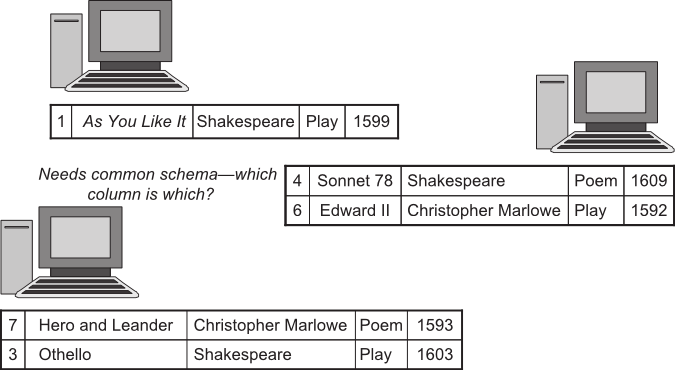 1 As You Like It Shakespeare Play 1599
Needs common schema—which
column is which?
4 Sonnet 78 Shakespeare Poem 1609
6 Edward II Christopher Marlowe Play 1592
7 Hero and Leander Christopher Marlowe Poem 1593
3 Othello Shakespeare Play 1603